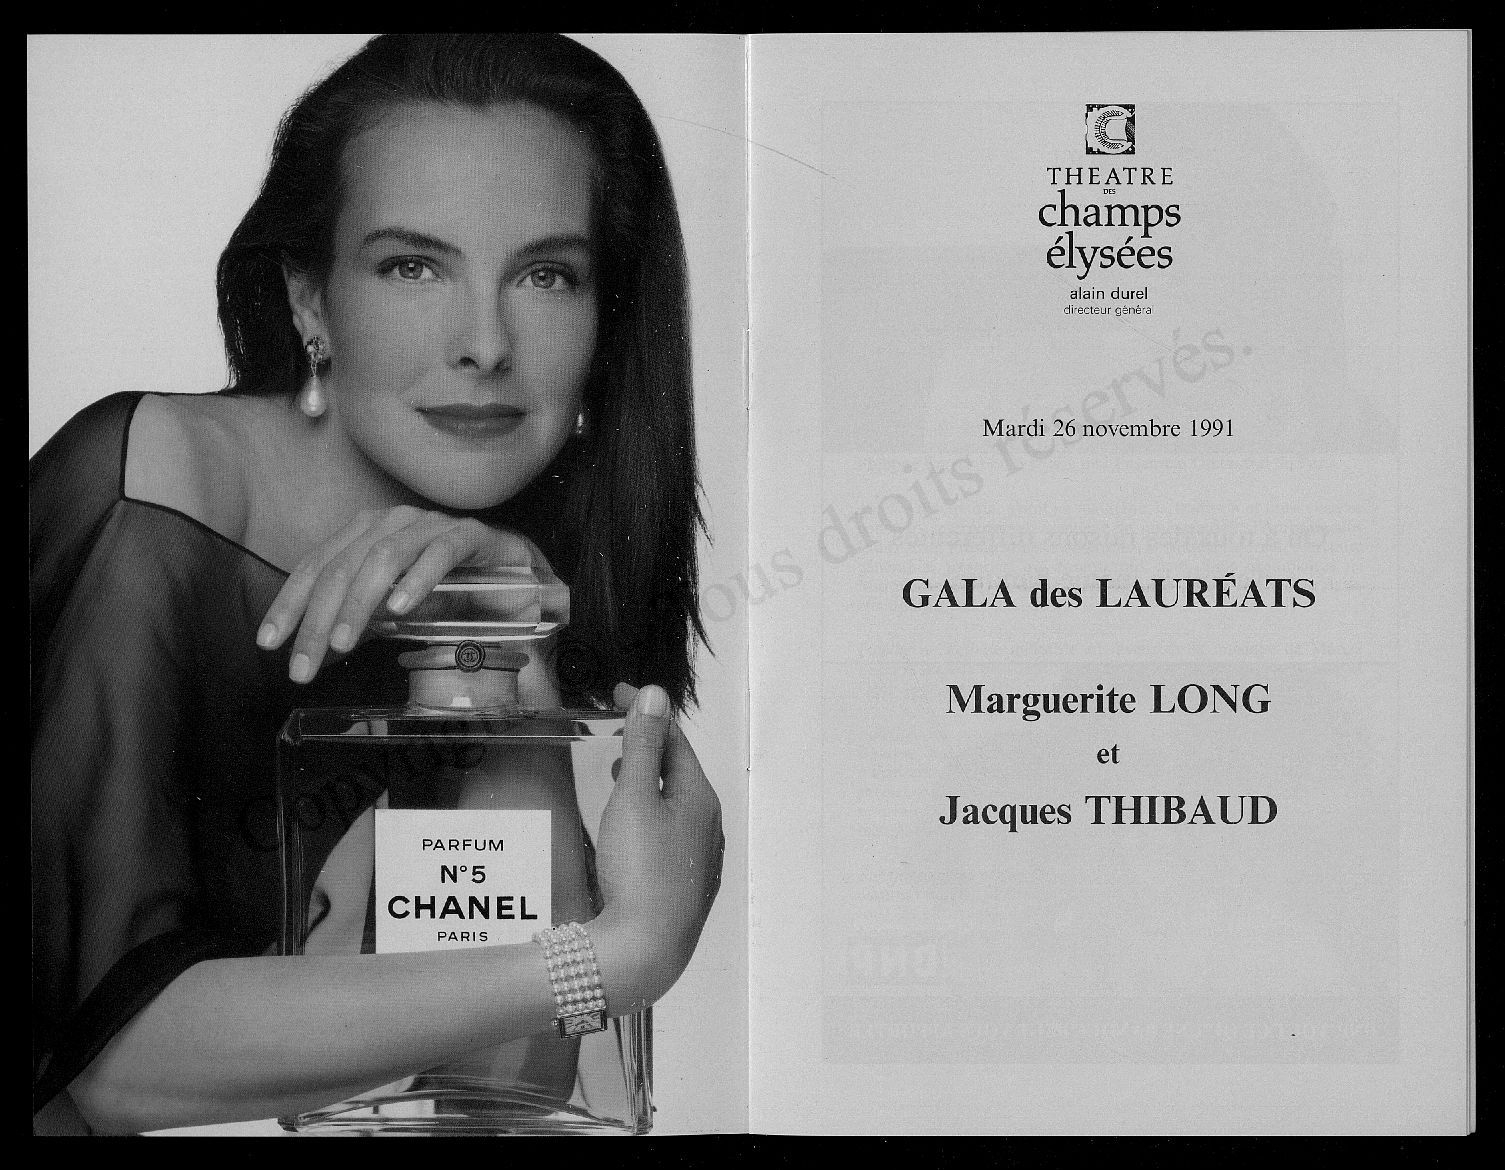 PARFUM
N°5
CHANEL
PARIS
THEATRE
DES
champs
élysées
alain durel
directeur général
Mardi 26 novembre 1991
GALA des LAURÉATS
Marguerite LONG
et
Jacques THIBAUD
Copyright tous droits réservés.